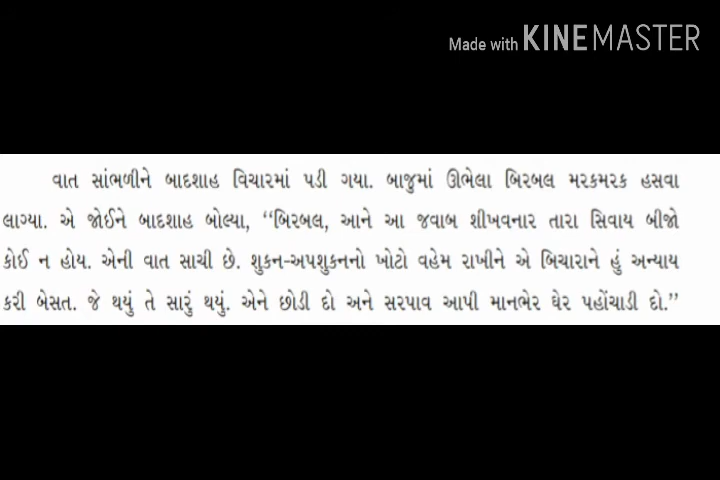 Made with KINEMASTER
વાત સાંભળીને બાદશાહ વિચારમાં પડી ગયા. બાજુમાં ઊભેલા બિરબલ મરકમરક હસવા
લાગ્યા. એ જોઈને બાદશાહ બોલ્યા, “બિરબલ, આને આ જવાબ શીખવનાર તારા સિવાય બીજો
કોઈ ન હોય. એની વાત સાચી છે. શુકન-અપશુકનનો ખોટો વહેમ રાખીને એ બિચારાને હું અન્યાય
કરી બેસત. જે થયું તે સારું થયું. એને છોડી દો અને સરપાવ આપી માનભેર ઘેર પહોંચાડી દો.”